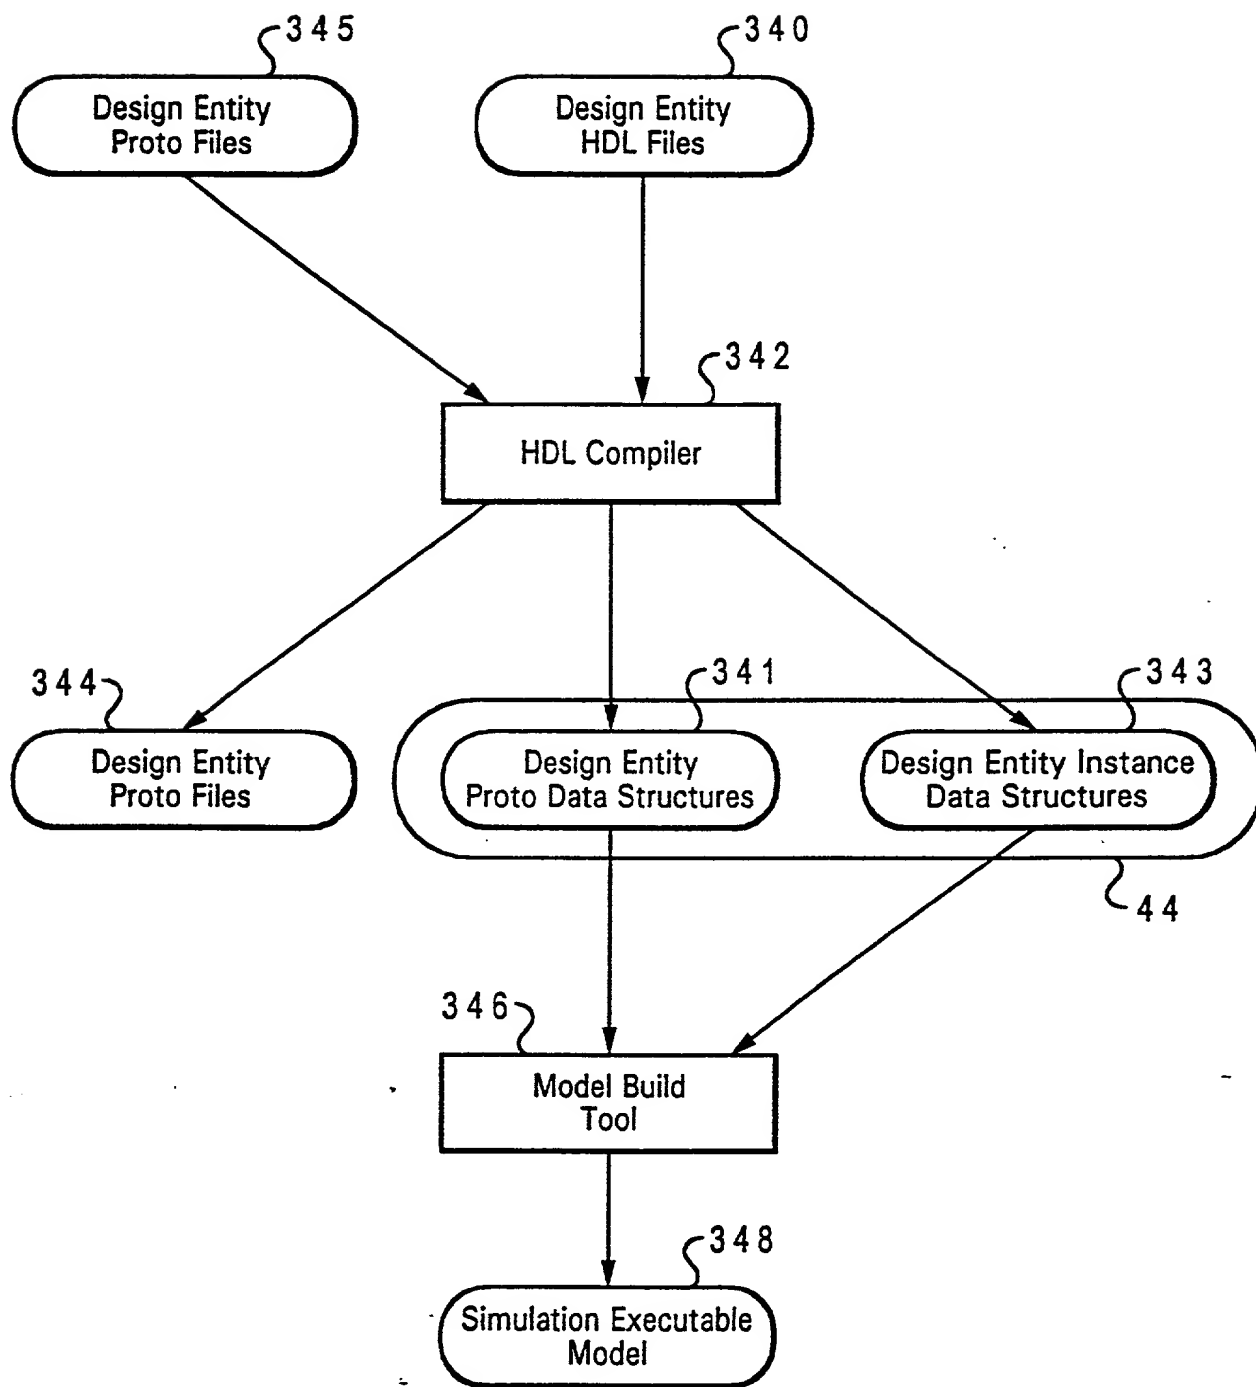 345
340
Design Entity
Proto Files
Design Entity
HDL Files
342
HDL Compiler
344
341
343
Design Entity
Proto Files
Design Entity
Proto Data Structures
Design Entity Instance
Data Structures
44
346
Model Build
Tool
348
Simulation Executable
Model